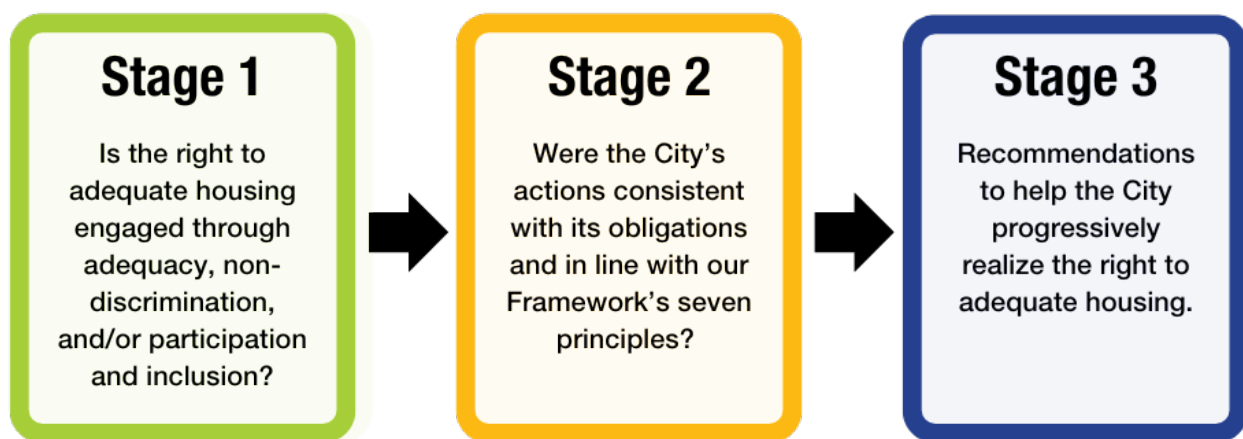 Stage 1
Is the right to
adequate housing
engaged through
adequacy, non-
discrimination,
and/or participation
and inclusion?
Stage 2
Were the City’s
actions consistent
with its obligations
and in line with our
Framework’s seven
principles?
Stage 3
Recommendations
to help the City
progressively
realize the right to
adequate housing.